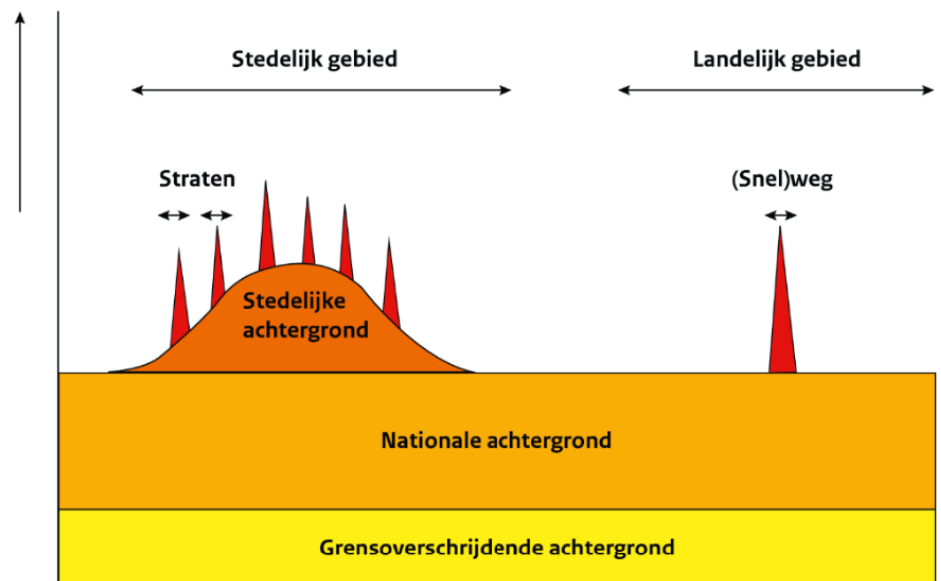 Stedelijk gebied
Landelijk gebied
Straten
(Snel)weg
Stedelijke
achtergrond
Nationale achtergrond
Grensoverschrijdende achtergrond